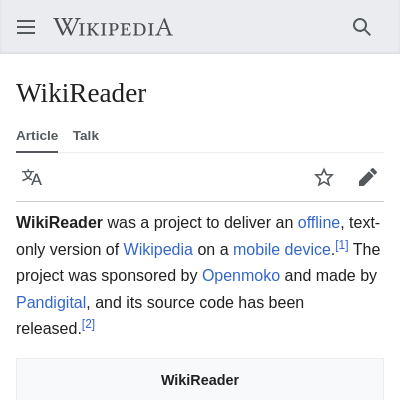 WIKIPEDIA
WikiReader
Article Talk
WikiReader was a project to deliver an offline, text-
only version of Wikipedia on a mobile device.[1] The
project was sponsored by Openmoko and made by
Pandigital, and its source code has been
released.[2]
WikiReader